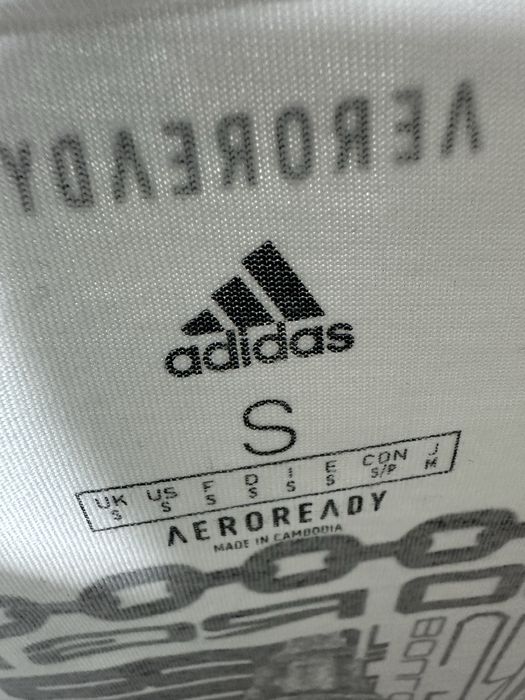 AEROREADY
adidas
S
UK US F D I E CON J
S S S S S S S/P M
AEROREADY
MADE IN CAMBODIA